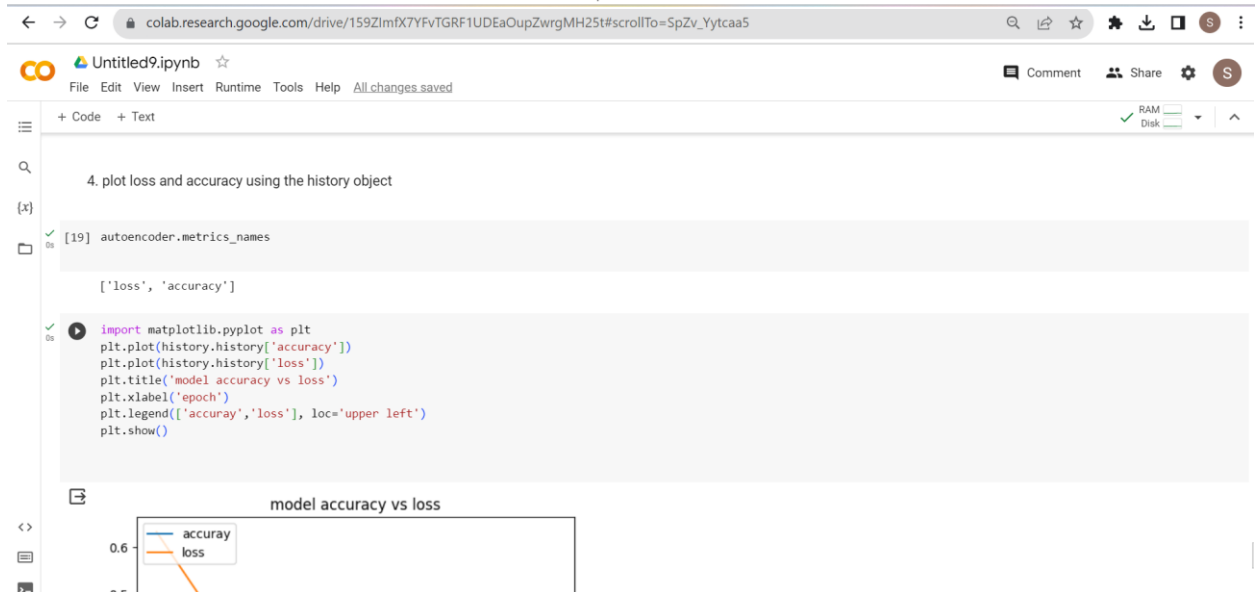 colab.research.google.com/drive/159ZImfX7YFvTGRF1UDEaOupZwrgMH25t#scrollTo=SpZv_Yytcaa5
S
CO
Untitled9.ipynb
File Edit View Insert Runtime Tools Help All changes saved
Comment Share S
+ Code + Text
RAM
Disk
4. plot loss and accuracy using the history object
{x}
0s
[19] autoencoder.metrics_names
['loss', 'accuracy']
0s
import matplotlib.pyplot as plt
plt.plot(history.history['accuracy'])
plt.plot(history.history['loss'])
plt.title('model accuracy vs loss')
plt.xlabel('epoch')
plt.legend(['accuray','loss'], loc='upper left')
plt.show()
model accuracy vs loss
accuray
loss
0.6